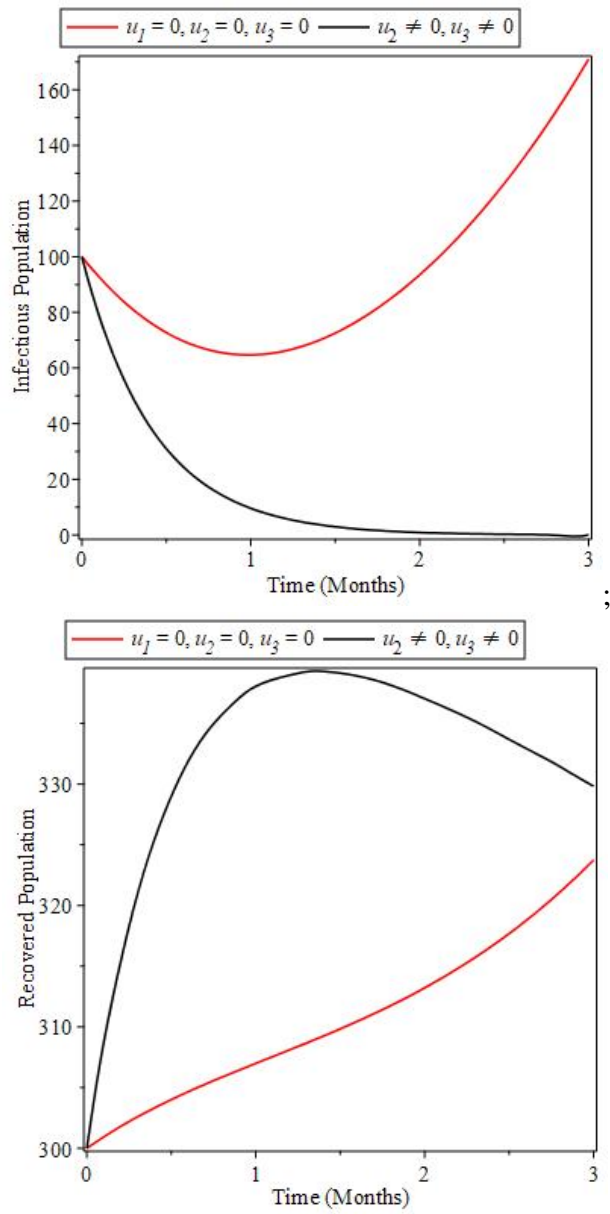 u₁ = 0, u₂ = 0, u₃ = 0 u₂ ≠ 0, u₃ ≠ 0
160
140
120
100
80
60
40
20
0
Infectious Population
0 1 2 3
Time (Months)
;
u₁ = 0, u₂ = 0, u₃ = 0 u₂ ≠ 0, u₃ ≠ 0
330
320
310
300
Recovered Population
0 1 2 3
Time (Months)